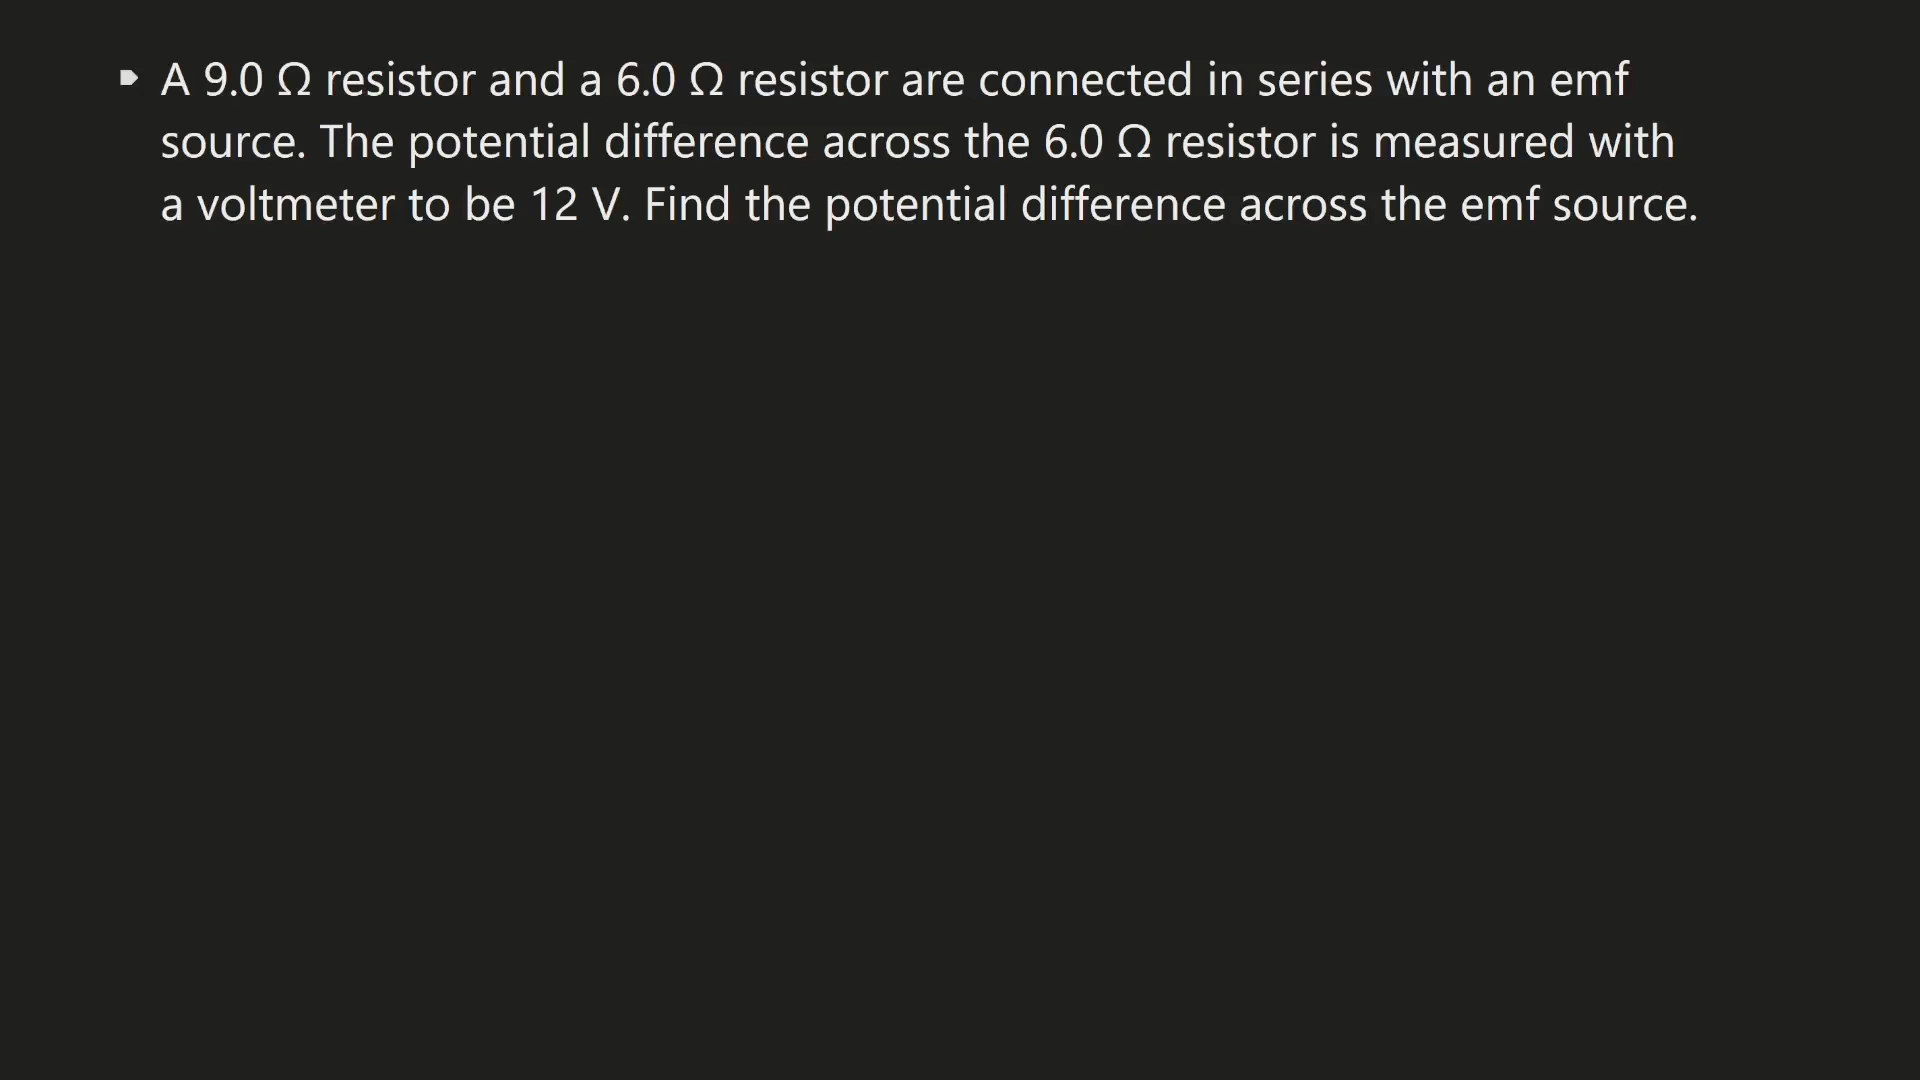 A 9.0 Ω resistor and a 6.0 Ω resistor are connected in series with an emf
source. The potential difference across the 6.0 Ω resistor is measured with
a voltmeter to be 12 V. Find the potential difference across the emf source.